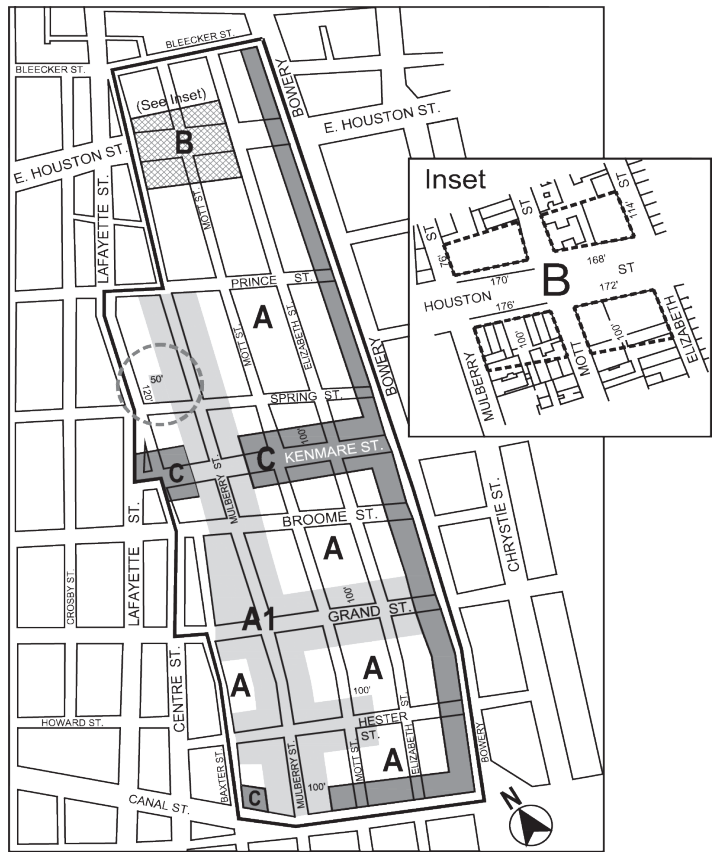 BLEECKER ST.
BLEECKER ST.
(See Inset)
BOWERY
E. HOUSTON ST.
E. HOUSTON ST.
B
LAFAYETTE ST.
MOTT ST.
Inset
ST
ST
ST
114'
76'
170'
168'
B
ST
HOUSTON
176'
172'
100'
100'
MULBERRY
MOTT
ELIZABETH
PRINCE ST.
A
MOTT ST.
ELIZABETH ST.
BOWERY
50'
120'
SPRING ST.
100'
C
C
KENMARE ST.
MULBERRY ST.
BROOME ST.
CHRYSTIE ST.
LAFAYETTE ST.
CROSBY ST.
A
100'
A1
GRAND ST.
CENTRE ST.
A
A
100'
HOWARD ST.
HESTER ST.
BAXTER ST.
MULBERRY ST.
MOTT ST.
ELIZABETH ST.
BOWERY
A
C
100'
CANAL ST.
N